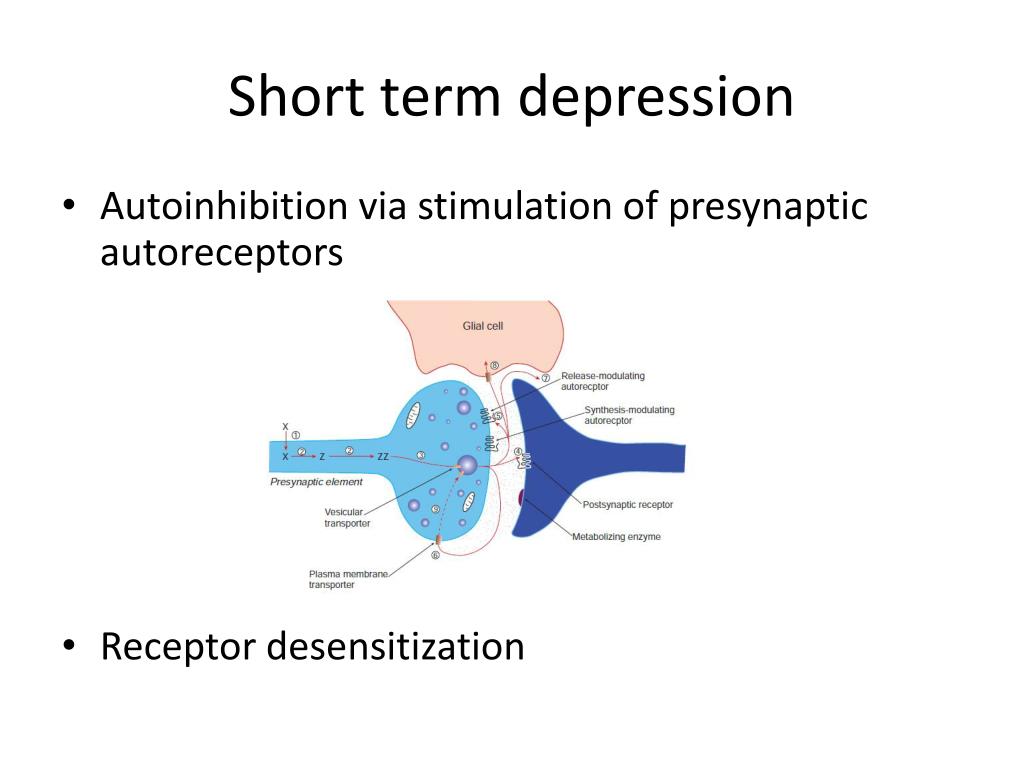 Short term depression
• Autoinhibition via stimulation of presynaptic
autoreceptors
Glial cell
⑧
⑦
Release-modulating
autorecptor
⑤
Synthesis-modulating
autorecptor
X
①
X ② Z ② ZZ ③
④
Presynaptic element
Postsynaptic receptor
Vesicular
transporter
⑨
Metabolizing enzyme
⑥
Plasma membrane
transporter
• Receptor desensitization